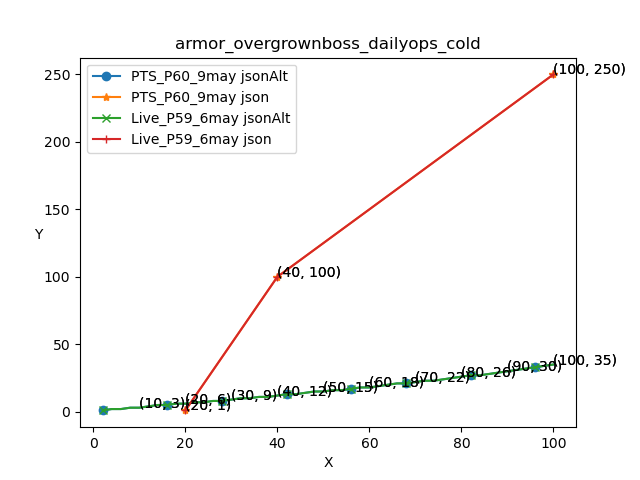 armor_overgrownboss_dailyops_cold
PTS_P60_9may jsonAlt
PTS_P60_9may json
Live_P59_6may jsonAlt
Live_P59_6may json
Y
250
200
150
100
50
0
(100, 250)
(40, 100)
(20, 1)
(10, 3)
(20, 6)
(30, 9)
(40, 12)
(50, 15)
(60, 18)
(70, 22)
(80, 26)
(90, 30)
(100, 35)
0 20 40 60 80 100
X